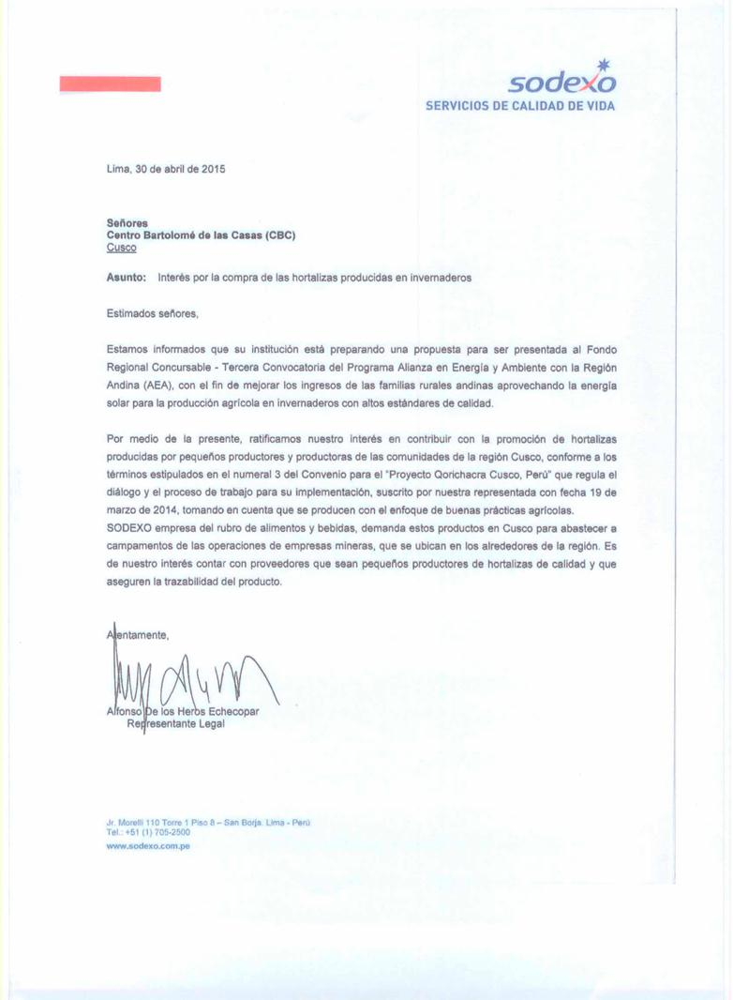 sodexo
SERVICIOS DE CALIDAD DE VIDA
Lima, 30 de abril de 2015
Señores
Centro Bartolomé de las Casas (CBC)
Cusco
Asunto: Interés por la compra de las hortalizas producidas en invernaderos
Estimados señores,
Estamos informados que su institución está preparando una propuesta para ser presentada al Fondo
Regional Concursable - Tercera Convocatoria del Programa Alianza en Energía y Ambiente con la Región
Andina (AEA), con el fin de mejorar los ingresos de las familias rurales andinas aprovechando la energía
solar para la producción agrícola en invernaderos con altos estándares de calidad.
Por medio de la presente, ratificamos nuestro interés en contribuir con la promoción de hortalizas
producidas por pequeños productores y productoras de las comunidades de la región Cusco, conforme a los
términos estipulados en el numeral 3 del Convenio para el "Proyecto Qorichacra Cusco, Perú" que regula el
diálogo y el proceso de trabajo para su implementación, suscrito por nuestra representada con fecha 19 de
marzo de 2014, tomando en cuenta que se producen con el enfoque de buenas prácticas agrícolas.
SODEXO empresa del rubro de alimentos y bebidas, demanda estos productos en Cusco para abastecer a
campamentos de las operaciones de empresas mineras, que se ubican en los alrededores de la región. Es
de nuestro interés contar con proveedores que sean pequeños productores de hortalizas de calidad y que
aseguren la trazabilidad del producto.
Atentamente,
Alfonso De los Heros Echecopar
Representante Legal
Jr. Morelli 110 Torre 1 Piso 8 – San Borja. Lima - Perú
Tel.: +51 (1) 705-2500
www.sodexo.com.pe